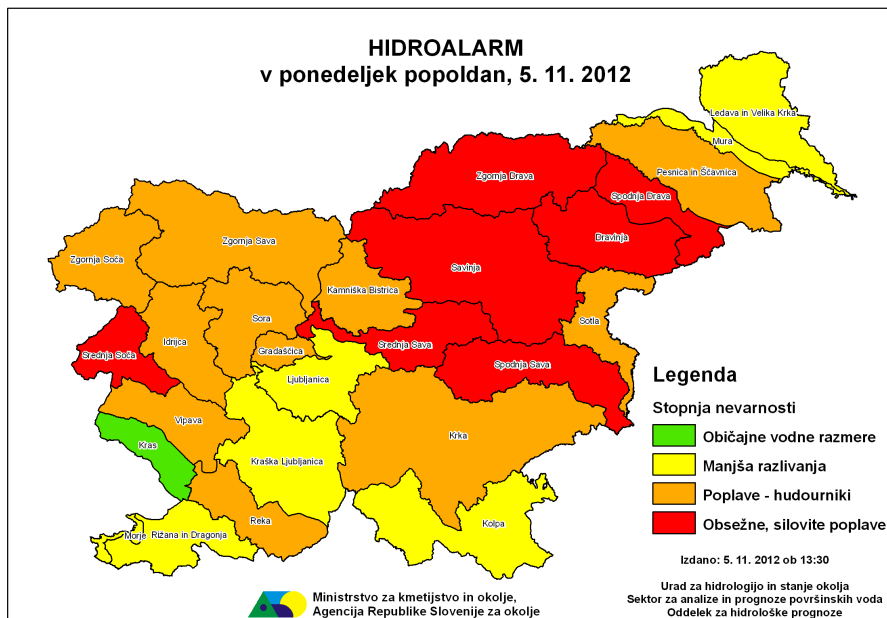 HIDROALARM
v ponedeljek popoldan, 5. 11. 2012
Ledava in Velika Krka
Mura
Pesnica in Ščavnica
Zgornja Drava
Spodnja Drava
Dravinja
Zgornja Sava
Zgornja Soča
Savinja
Kamniška Bistrica
Sora
Sotla
Idrijca
Srednja Sava
Gradaščica
Srednja Soča
Spodnja Sava
Ljubljanica
Vipava
Krka
Kras
Kraška Ljubljanica
Reka
Kolpa
Morje
Rižana in Dragonja
Legenda
Stopnja nevarnosti
Običajne vodne razmere
Manjša razlivanja
Poplave - hudourniki
Obsežne, silovite poplave
Izdano: 5. 11. 2012 ob 13:30
Urad za hidrologijo in stanje okolja
Sektor za analize in prognoze površinskih voda
Oddelek za hidrološke prognoze
Ministrstvo za kmetijstvo in okolje,
Agencija Republike Slovenije za okolje